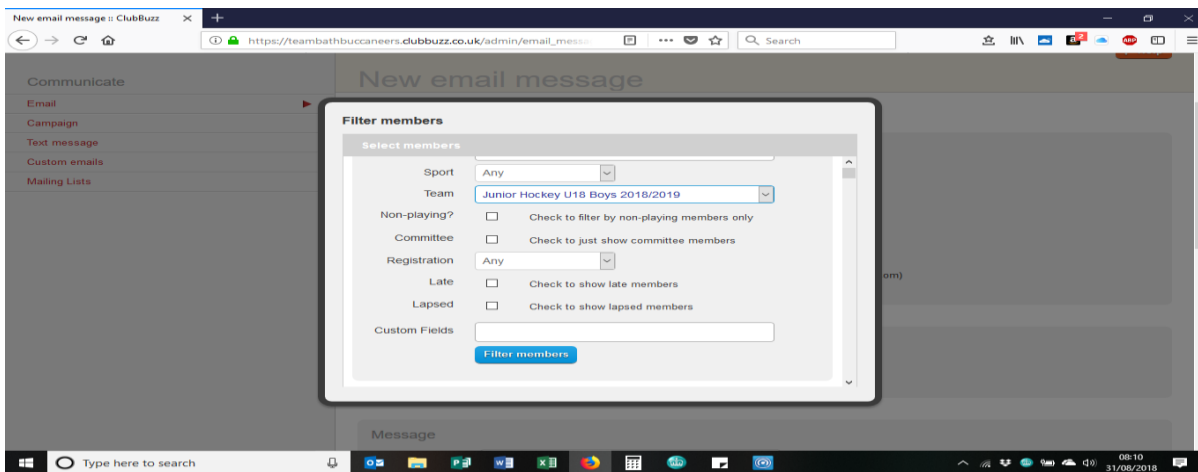 New email message :: ClubBuzz
https://teambathbuccaneers.clubbuzz.co.uk/admin/email_messa
Search
2
ABP
Communicate
New email message
Email
Campaign
Text message
Custom emails
Mailing Lists
Filter members
Select members
Sport Any
Team Junior Hockey U18 Boys 2018/2019
Non-playing? Check to filter by non-playing members only
Committee Check to just show committee members
Registration Any
Late Check to show late members
Lapsed Check to show lapsed members
om)
Custom Fields
Filter members
Message
Type here to search
08:10
31/08/2018